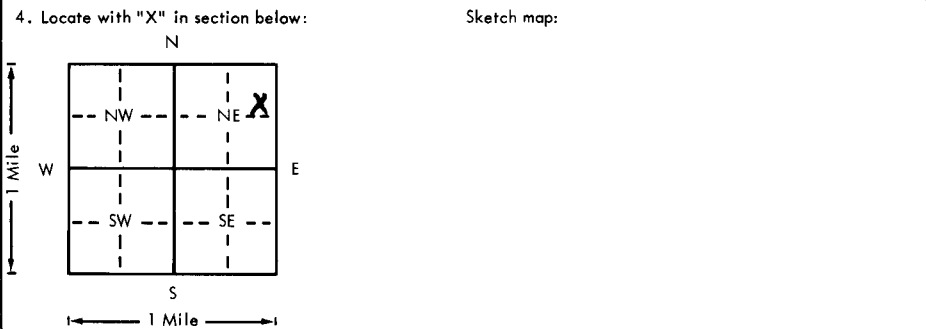 4. Locate with "X" in section below:
Sketch map:
N
NW
NE X
1 Mile
W
E
SW
SE
S
1 Mile